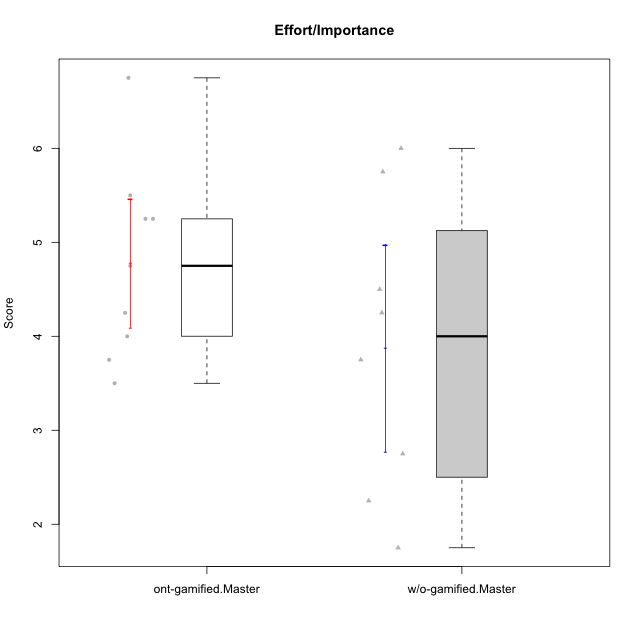 Effort/Importance
Score
6
5
4
3
2
ont-gamified.Master
w/o-gamified.Master